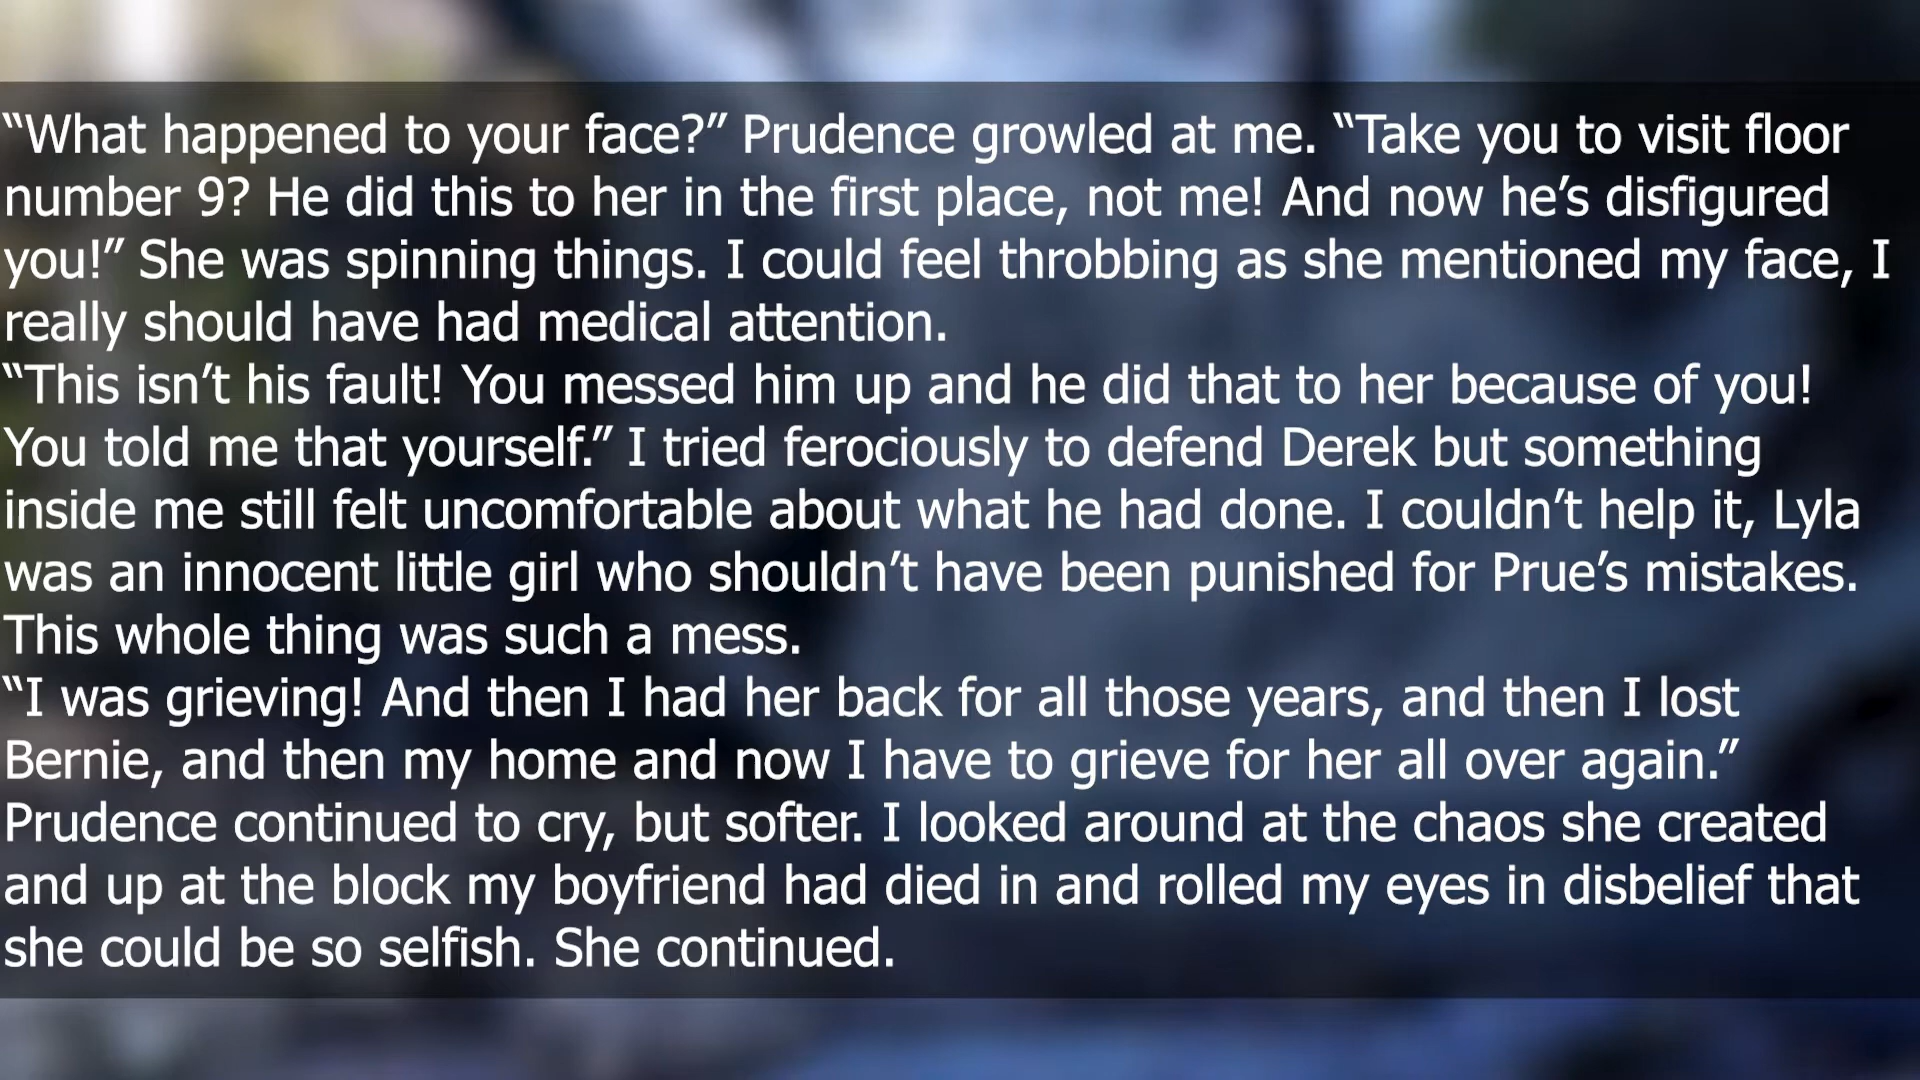 “What happened to your face?” Prudence growled at me. “Take you to visit floor
number 9? He did this to her in the first place, not me! And now he’s disfigured
you!” She was spinning things. I could feel throbbing as she mentioned my face, I
really should have had medical attention.
“This isn’t his fault! You messed him up and he did that to her because of you!
You told me that yourself.” I tried ferociously to defend Derek but something
inside me still felt uncomfortable about what he had done. I couldn’t help it, Lyla
was an innocent little girl who shouldn’t have been punished for Prue’s mistakes.
This whole thing was such a mess.
“I was grieving! And then I had her back for all those years, and then I lost
Bernie, and then my home and now I have to grieve for her all over again.”
Prudence continued to cry, but softer. I looked around at the chaos she created
and up at the block my boyfriend had died in and rolled my eyes in disbelief that
she could be so selfish. She continued.